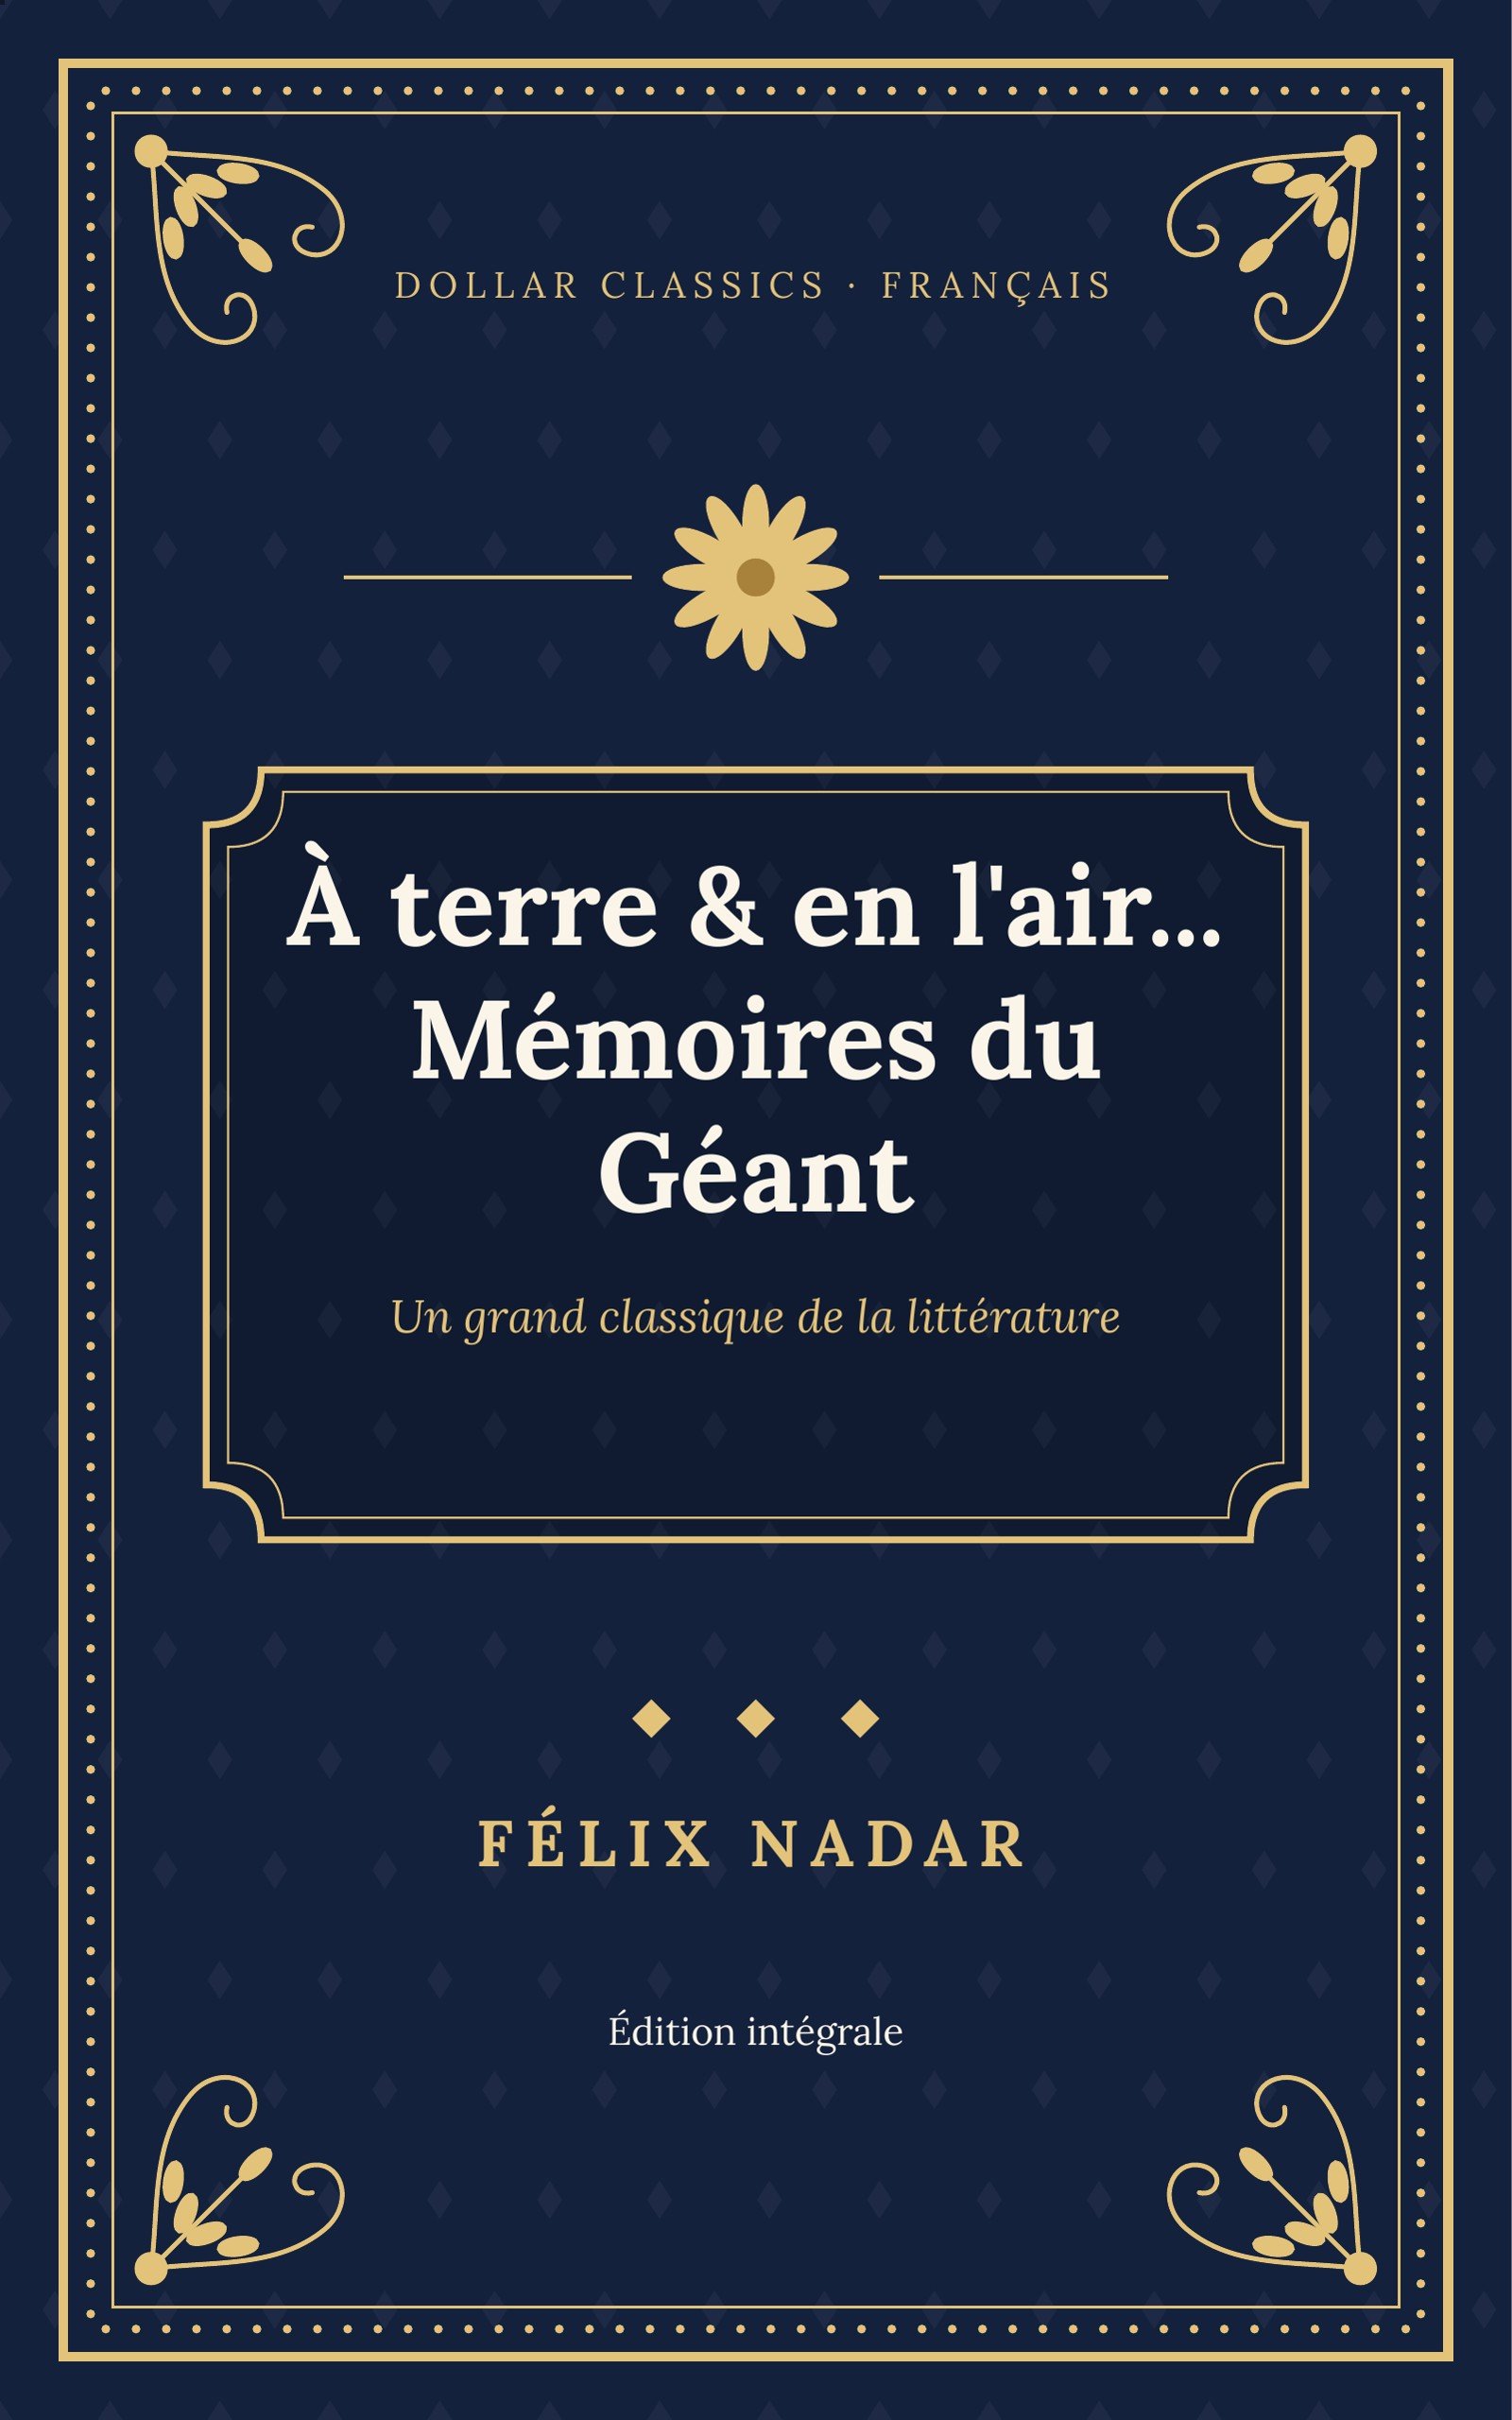 DOLLAR CLASSICS · FRANÇAIS
À terre & en l'air...
Mémoires du
Géant
Un grand classique de la littérature
FÉLIX NADAR
Édition intégrale